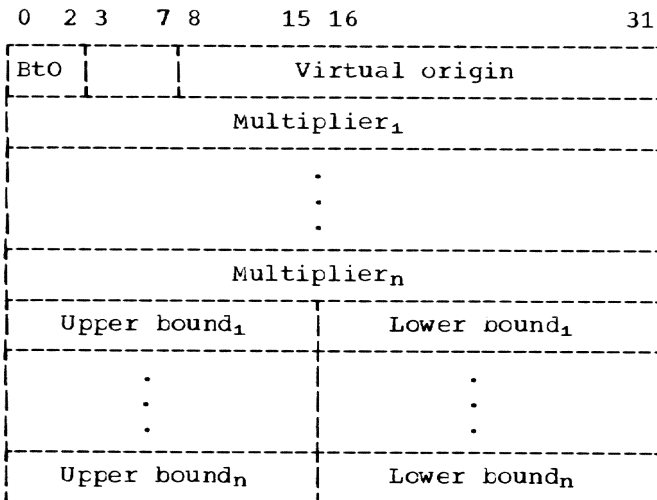 0 2 3 7 8 15 16 31
BtO Virtual origin
Multiplier₁
Multiplierₙ
Upper bound₁ Lower bound₁
Upper boundₙ Lower boundₙ